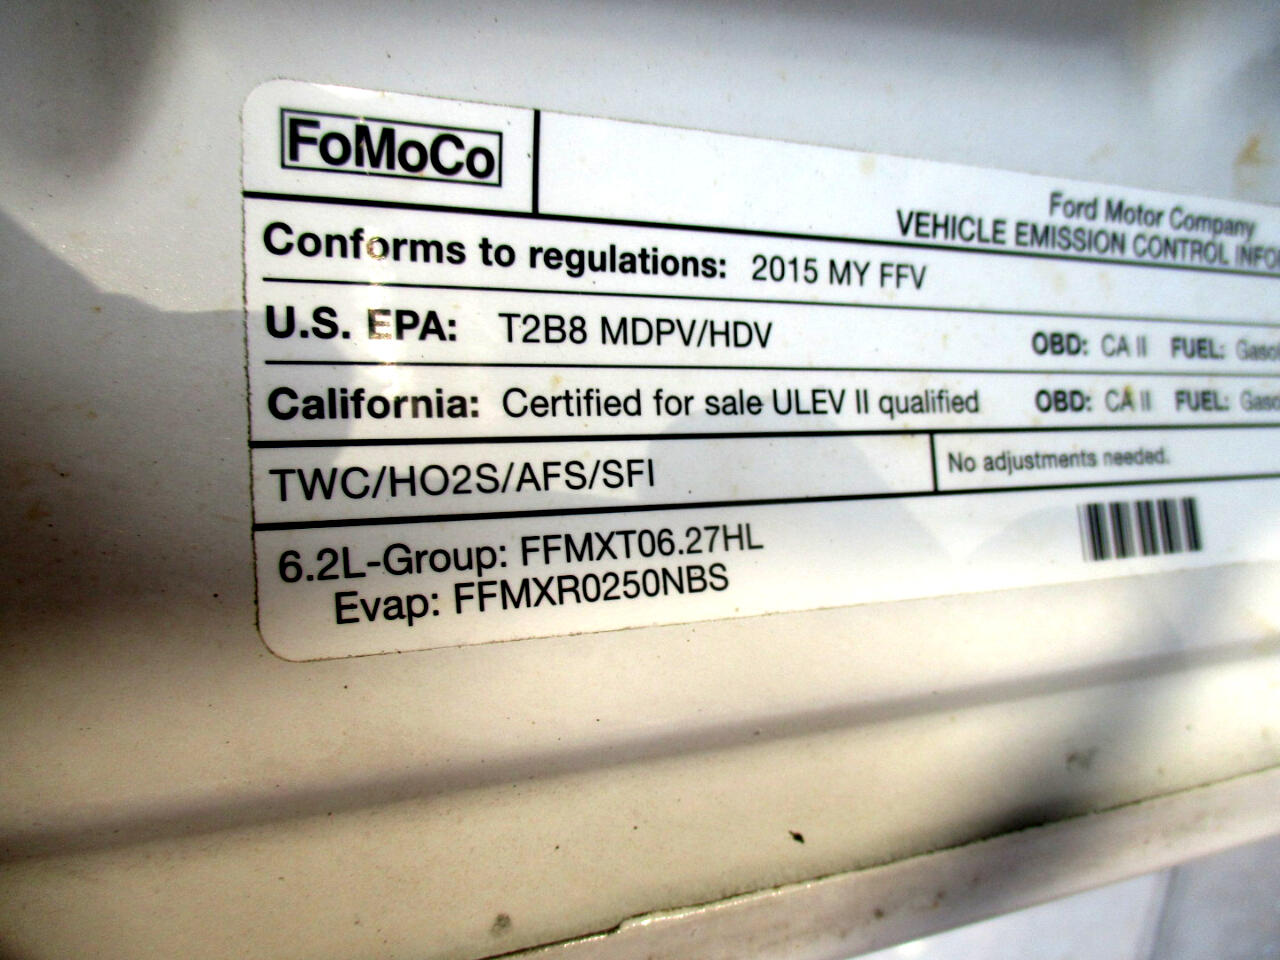 FoMoCo
Ford Motor Company
VEHICLE EMISSION CONTROL
Conforms to regulations: 2015 MY FFV
U.S. EPA: T2B8 MDPV/HDV OBD: CA II FUEL:
California: Certified for sale ULEV II qualified OBD: CA II FUEL:
TWC/HO2S/AFS/SFI
No adjustments needed.
6.2L-Group: FFMXT06.27HL
Evap: FFMXR0250NBS